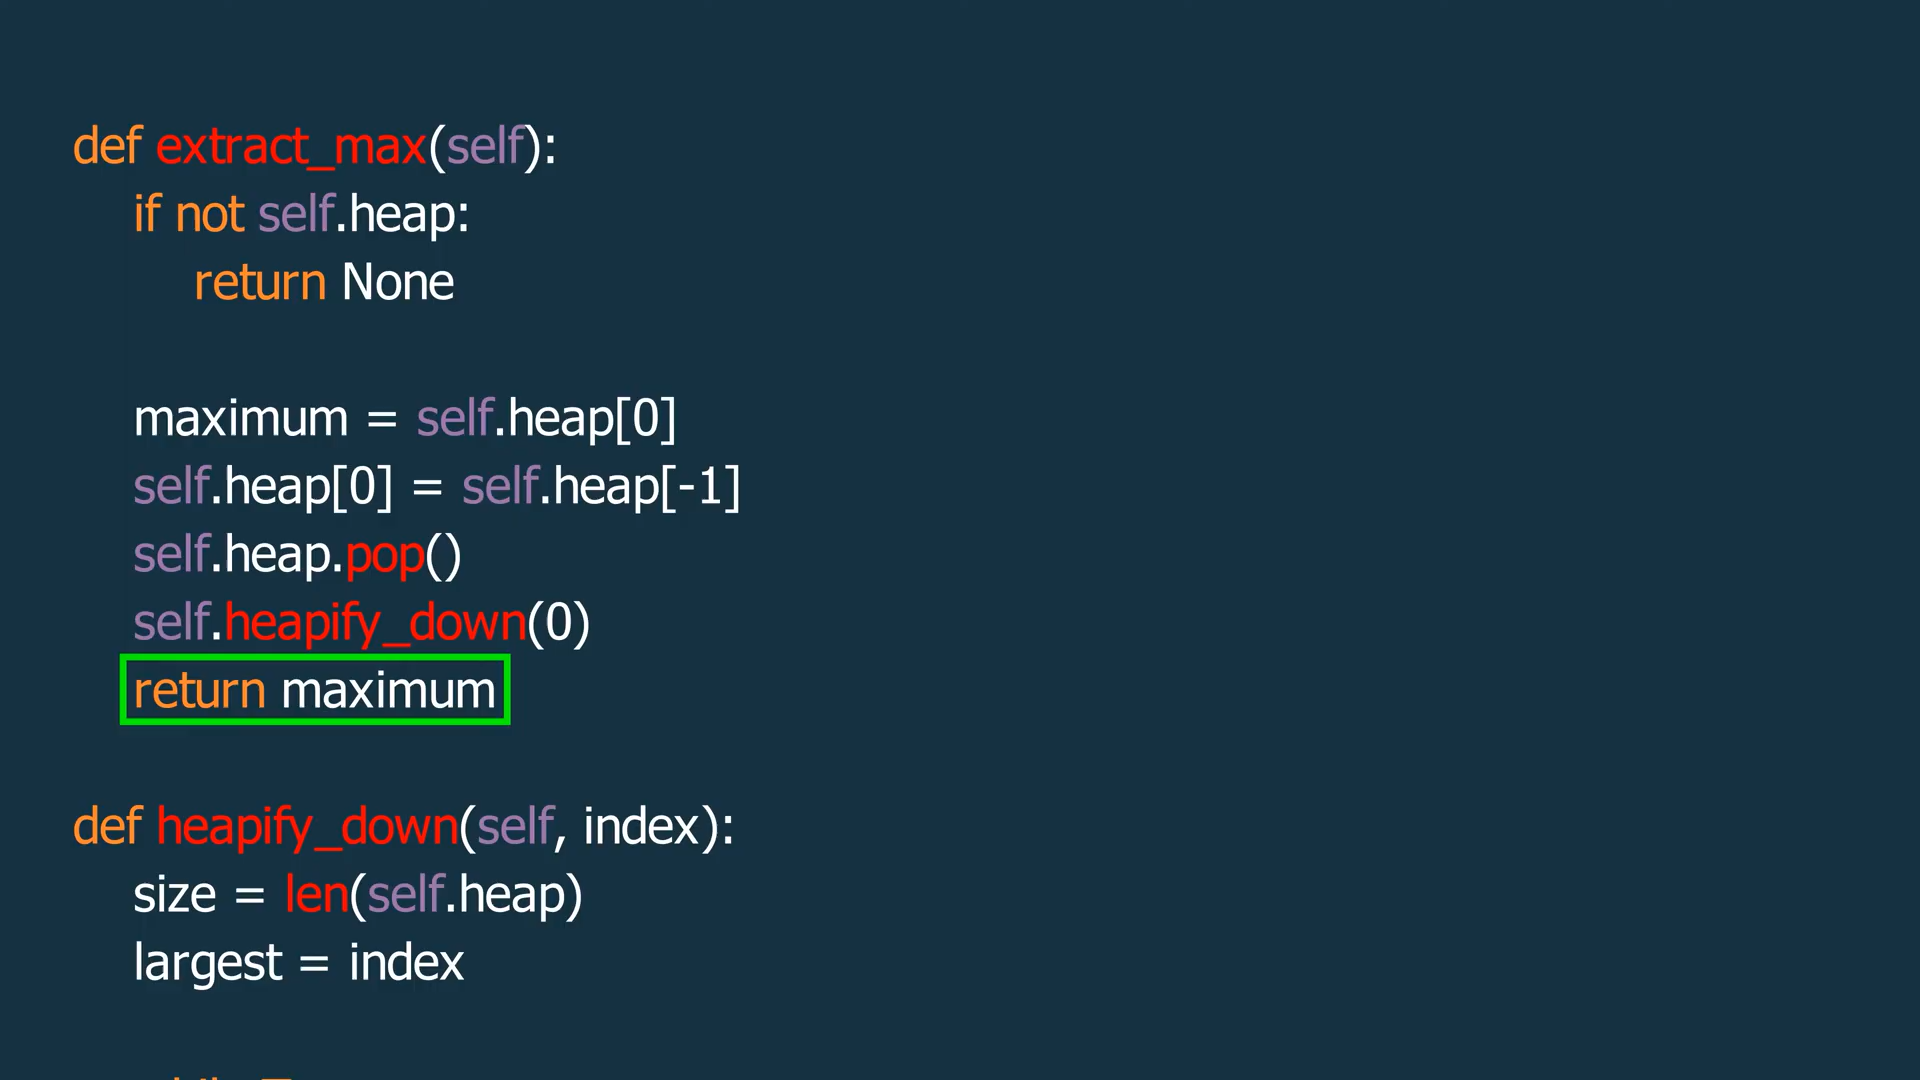 def extract_max(self):
if not self.heap:
return None
maximum = self.heap[0]
self.heap[0] = self.heap[-1]
self.heap.pop()
self.heapify_down(0)
return maximum
def heapify_down(self, index):
size = len(self.heap)
largest = index